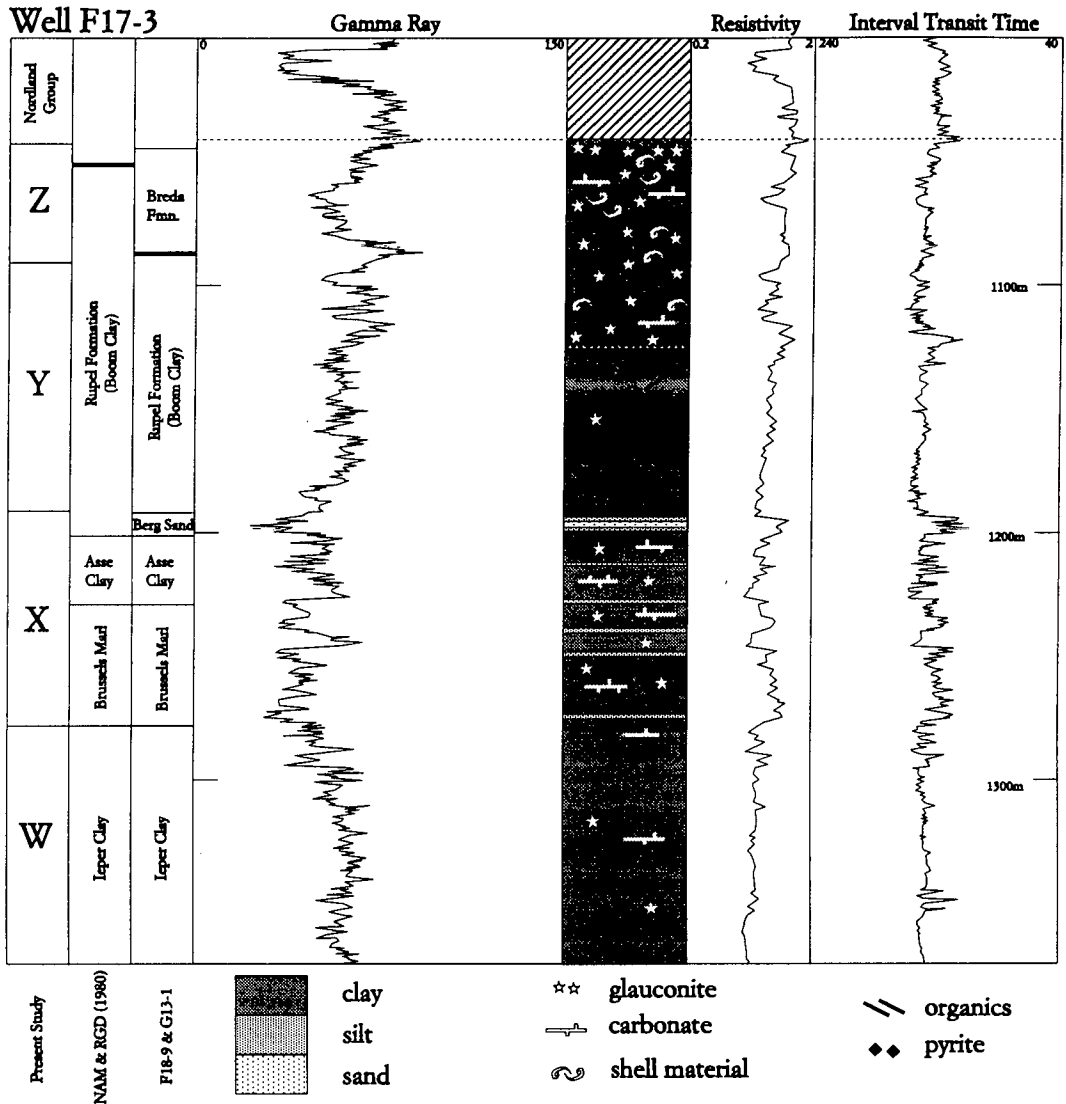 Well F17-3
Gamma Ray
Resistivity
Interval Transit Time
0
150
0.2
2
240
40
Nordland
Group
Z
Y
X
W
Rupel Formation
(Boom Clay)
Asse
Clay
Brussels Marl
Ieper Clay
Breda
Fmn.
Rupel Formation
(Boom Clay)
Berg Sand
Asse
Clay
Brussels Marl
Ieper Clay
1100m
1200m
1300m
Present Study
NAM & RGD (1980)
F18-9 & G13-1
clay
silt
sand
glauconite
carbonate
shell material
organics
pyrite